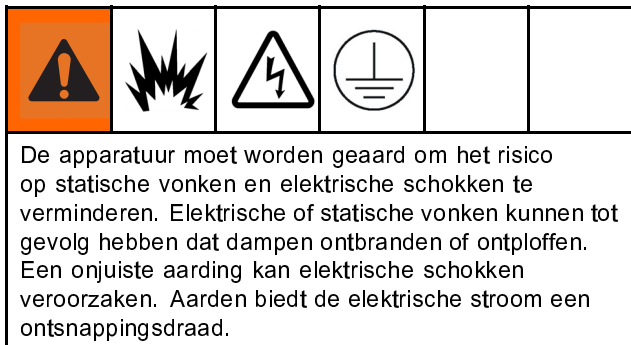 De apparatuur moet worden geaard om het risico
op statische vonken en elektrische schokken te
verminderen. Elektrische of statische vonken kunnen tot
gevolg hebben dat dampen ontbranden of ontploffen.
Een onjuiste aarding kan elektrische schokken
veroorzaken. Aarden biedt de elektrische stroom een
ontsnappingsdraad.